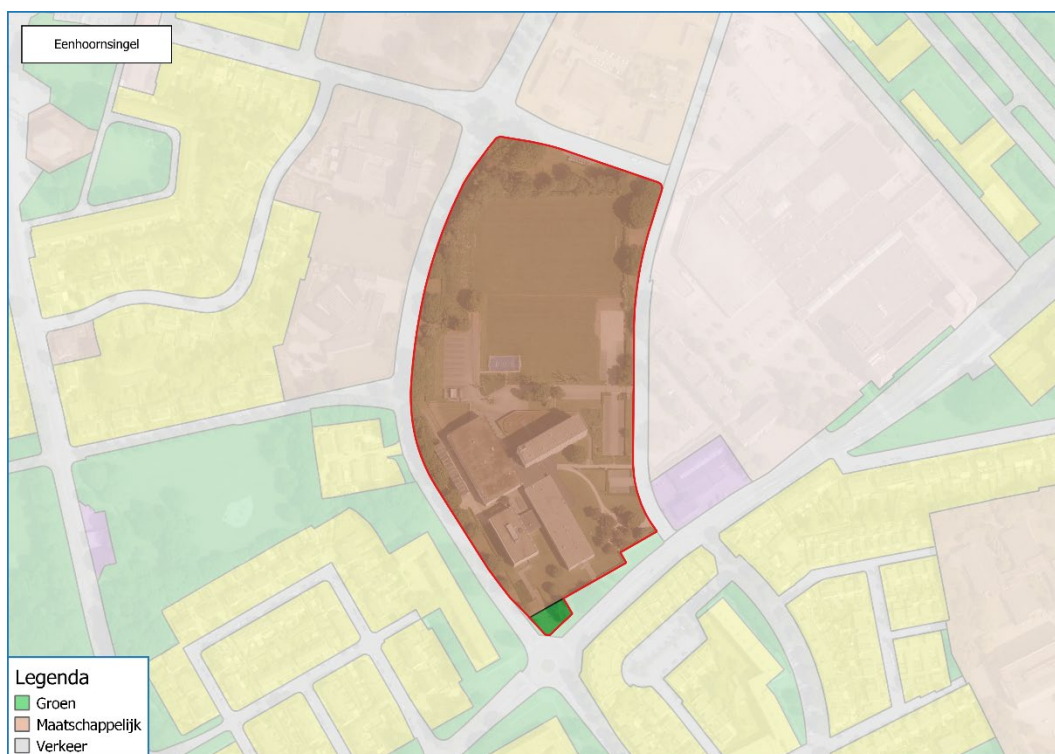 Eenhoornsingel
Legenda
Groen
Maatschappelijk
Verkeer